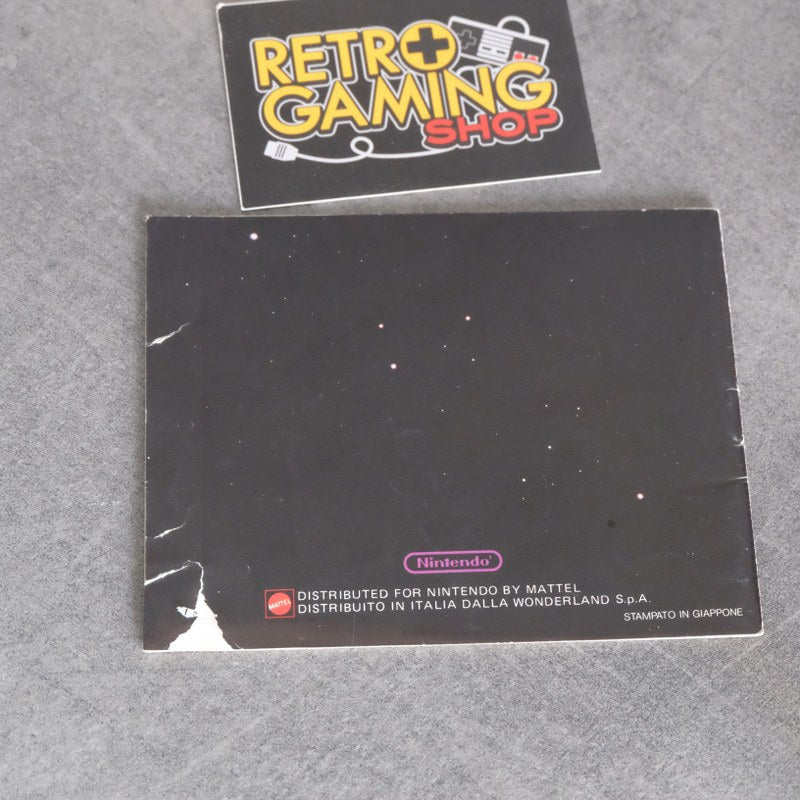 RETRO
GAMING
SHOP
Nintendo
MATTEL
DISTRIBUTED FOR NINTENDO BY MATTEL
DISTRIBUITO IN ITALIA DALLA WONDERLAND S.p.A.
STAMPATO IN GIAPPONE